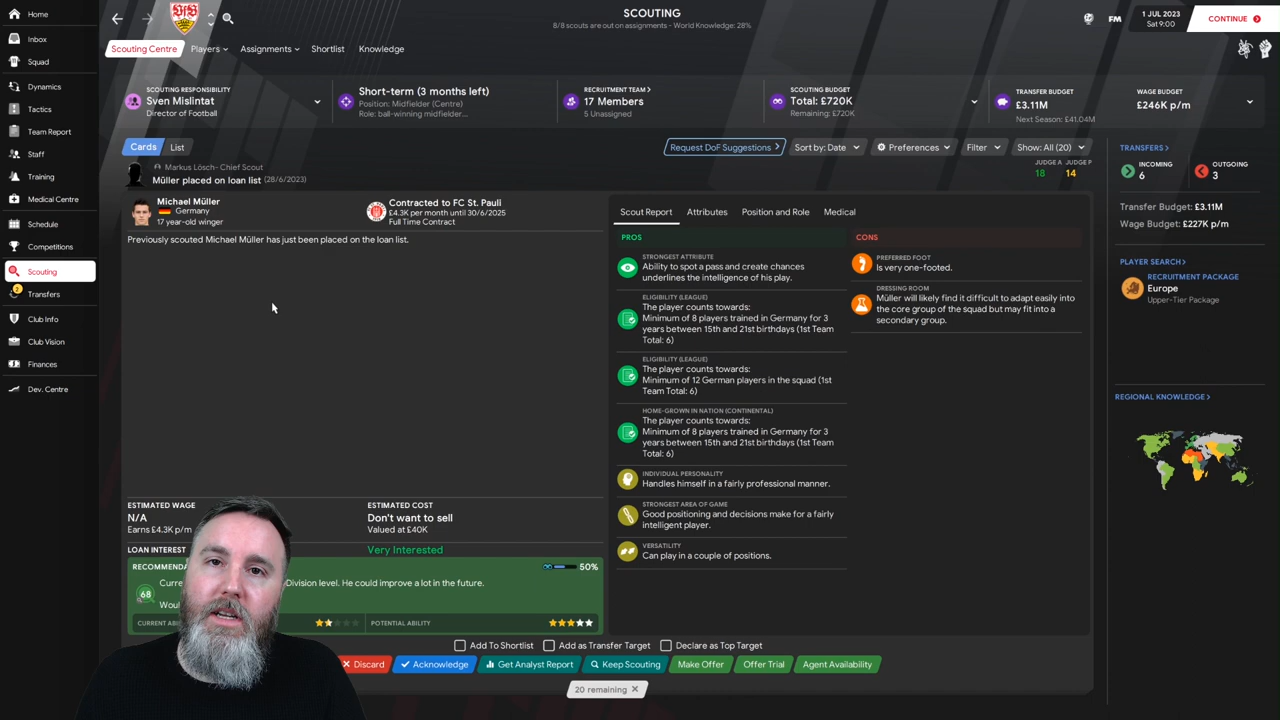 Home
Inbox
Squad
Dynamics
Tactics
Team Report
Staff
Training
Medical Centre
Schedule
Competitions
Scouting
2
Transfers
Club Info
Club Vision
Finances
Dev. Centre
VfB
SCOUTING
8/8 scouts are out on assignments - World Knowledge: 28%
FM
1 JUL 2023
Sat 9:00
CONTINUE
Scouting Centre
Players
Assignments
Shortlist
Knowledge
SCOUTING RESPONSIBILITY
Sven Mislintat
Director of Football
Short-term (3 months left)
Position: Midfielder (Centre)
Role: ball-winning midfielder...
RECRUITMENT TEAM >
17 Members
5 Unassigned
SCOUTING BUDGET
Total: £720K
Remaining: £720K
TRANSFER BUDGET
£3.11M
Next Season: £41.04M
WAGE BUDGET
£246K p/m
Cards
List
Request DoF Suggestions >
Sort by: Date
Preferences
Filter
Show: All (20)
Markus Lösch- Chief Scout
Müller placed on loan list (28/6/2023)
JUDGE A
18
JUDGE P
14
Michael Müller
Germany
17 year-old winger
Contracted to FC St. Pauli
£4.3K per month until 30/6/2025
Full Time Contract
Previously scouted Michael Müller has just been placed on the loan list.
ESTIMATED WAGE
N/A
Earns £4.3K p/m
ESTIMATED COST
Don't want to sell
Valued at £40K
LOAN INTEREST
Very Interested
RECOMMENDA
50%
68
Curre
Division level. He could improve a lot in the future.
Woul
CURRENT ABI
POTENTIAL ABILITY
Scout Report
Attributes
Position and Role
Medical
PROS
STRONGEST ATTRIBUTE
Ability to spot a pass and create chances
underlines the intelligence of his play.
ELIGIBILITY (LEAGUE)
The player counts towards:
Minimum of 8 players trained in Germany for 3
years between 15th and 21st birthdays (1st Team
Total: 6)
ELIGIBILITY (LEAGUE)
The player counts towards:
Minimum of 12 German players in the squad (1st
Team Total: 6)
HOME-GROWN IN NATION (CONTINENTAL)
The player counts towards:
Minimum of 8 players trained in Germany for 3
years between 15th and 21st birthdays (1st Team
Total: 6)
INDIVIDUAL PERSONALITY
Handles himself in a fairly professional manner.
STRONGEST AREA OF GAME
Good positioning and decisions make for a fairly
intelligent player.
VERSATILITY
Can play in a couple of positions.
CONS
PREFERRED FOOT
Is very one-footed.
DRESSING ROOM
Müller will likely find it difficult to adapt easily into
the core group of the squad but may fit into a
secondary group.
Add To Shortlist
Add as Transfer Target
Declare as Top Target
Discard
Acknowledge
Get Analyst Report
Keep Scouting
Make Offer
Offer Trial
Agent Availability
20 remaining
TRANSFERS >
INCOMING
6
OUTGOING
3
Transfer Budget: £3.11M
Wage Budget: £227K p/m
PLAYER SEARCH >
RECRUITMENT PACKAGE
Europe
Upper-Tier Package
REGIONAL KNOWLEDGE >